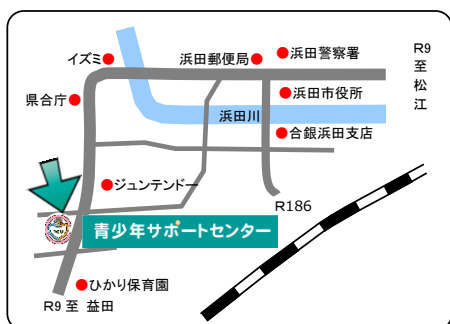 イズミ
浜田郵便局
浜田警察署
R9
至
松
江
県合庁
浜田市役所
浜田川
合銀浜田支店
ジュンテンドー
R186
青少年サポートセンター
ひかり保育園
R9 至 益田